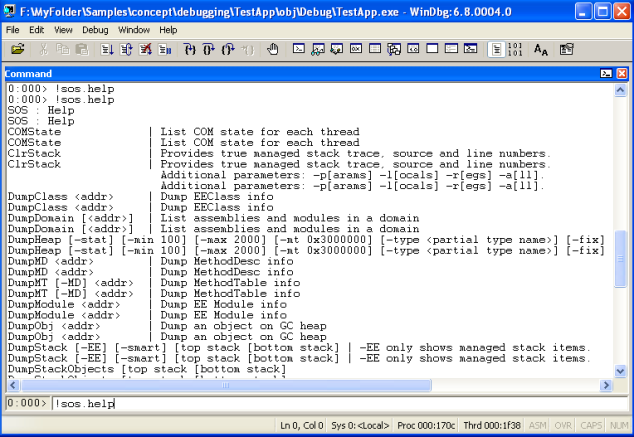 F:\MyFolder\Samples\concept\debugging\TestApp\obj\Debug\TestApp.exe - WinDbg:6.8.0004.0
File Edit View Debug Window Help
101
101
AA
Command
0:000> !sos.help
0:000> !sos.help
SOS : Help
SOS : Help
COMState | List COM state for each thread
COMState | List COM state for each thread
ClrStack | Provides true managed stack trace, source and line numbers.
ClrStack | Provides true managed stack trace, source and line numbers.
Additional parameters: -p[arams] -l[ocals] -r[egs] -a[ll].
Additional parameters: -p[arams] -l[ocals] -r[egs] -a[ll].
DumpClass <addr> | Dump EEClass info
DumpClass <addr> | Dump EEClass info
DumpDomain [<addr>] | List assemblies and modules in a domain
DumpDomain [<addr>] | List assemblies and modules in a domain
DumpHeap [-stat] [-min 100] [-max 2000] [-mt 0x3000000] [-type <partial type name>] [-fix]
DumpHeap [-stat] [-min 100] [-max 2000] [-mt 0x3000000] [-type <partial type name>] [-fix]
DumpMD <addr> | Dump MethodDesc info
DumpMD <addr> | Dump MethodDesc info
DumpMT [-MD] <addr> | Dump MethodTable info
DumpMT [-MD] <addr> | Dump MethodTable info
DumpModule <addr> | Dump EE Module info
DumpModule <addr> | Dump EE Module info
DumpObj <addr> | Dump an object on GC heap
DumpObj <addr> | Dump an object on GC heap
DumpStack [-EE] [-smart] [top stack [bottom stack] | -EE only shows managed stack items.
DumpStack [-EE] [-smart] [top stack [bottom stack] | -EE only shows managed stack items.
DumpStackObjects [top stack [bottom stack]
DumpStackObjects [top stack [bottom stack]
0:000> !sos.help
Ln 0, Col 0 Sys 0:<Local> Proc 000:170c Thrd 000:1f38 ASM OVR CAPS NUM